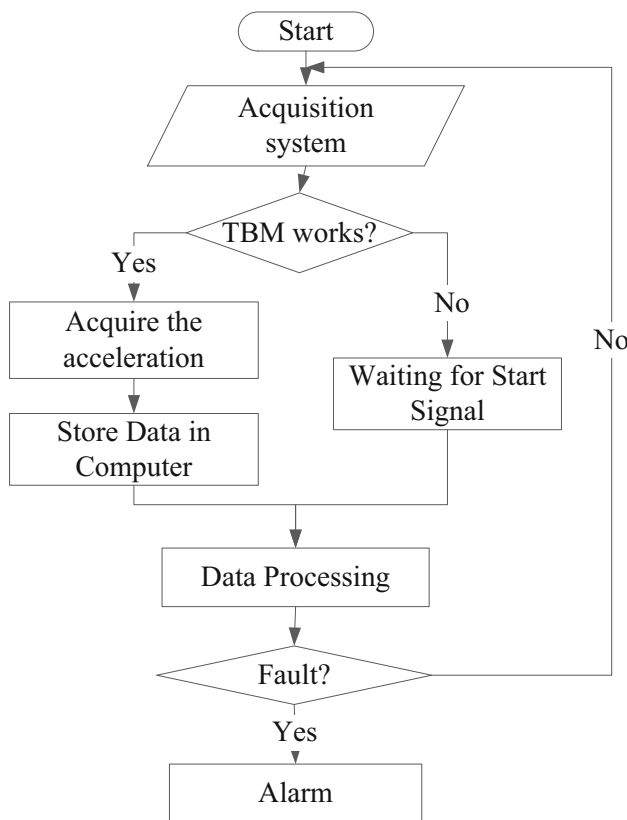 Start
Acquisition
system
TBM works?
Yes
No
Acquire the
acceleration
No
Waiting for Start
Signal
Store Data in
Computer
Data Processing
Fault?
Yes
Alarm